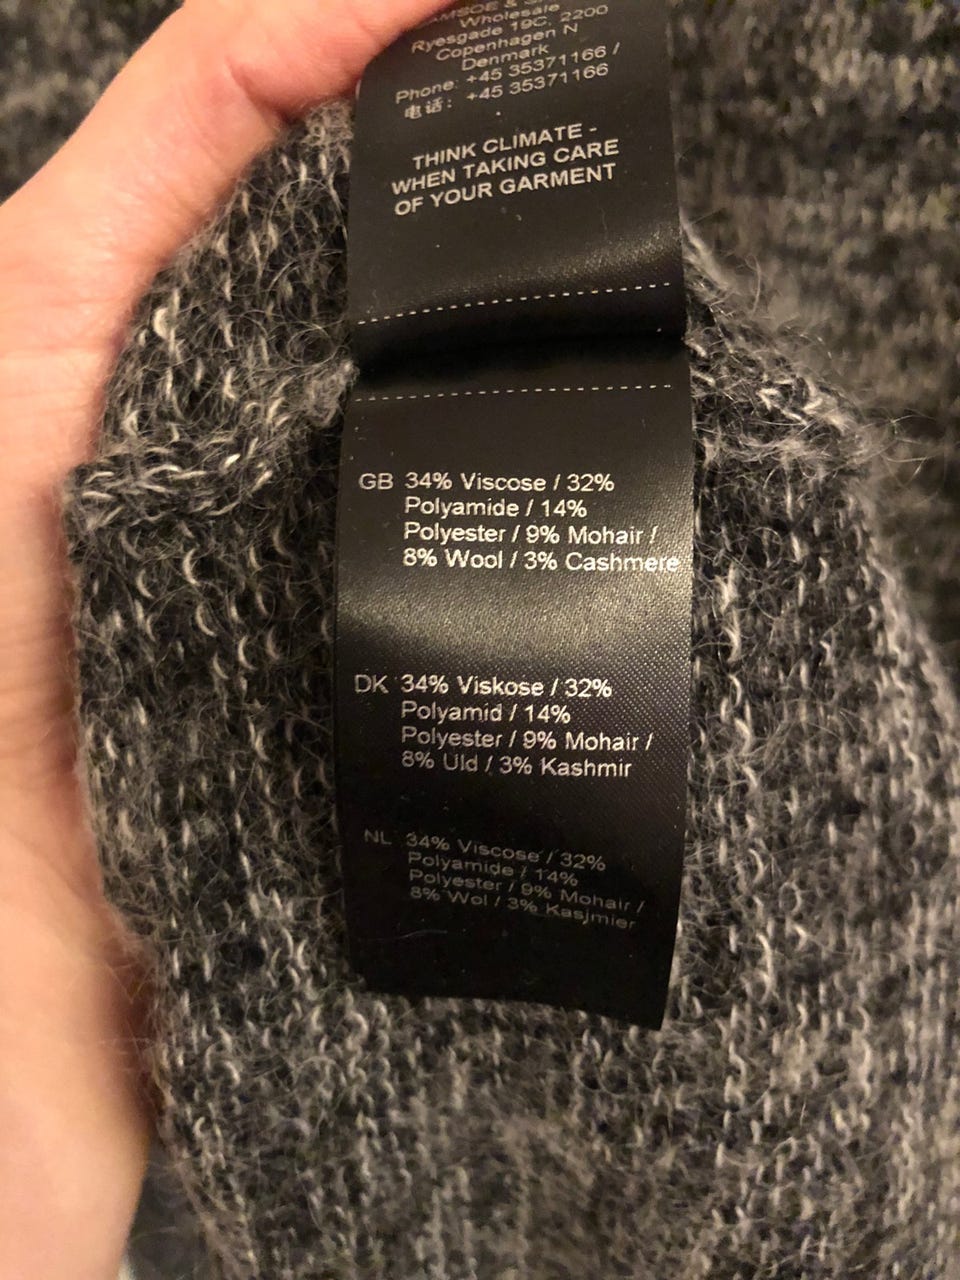 Wholesale
Ryesgade 19C, 2200
Copenhagen N
Denmark
Phone: +45 35371166 /
电话: +45 35371166
THINK CLIMATE -
WHEN TAKING CARE
OF YOUR GARMENT
GB 34% Viscose / 32%
Polyamide / 14%
Polyester / 9% Mohair /
8% Wool / 3% Cashmere
DK 34% Viskose / 32%
Polyamid / 14%
Polyester / 9% Mohair /
8% Uld / 3% Kashmir
NL 34% Viscose / 32%
Polyamide / 14%
Polyester / 9% Mohair /
8% Wol / 3% Kasjmier